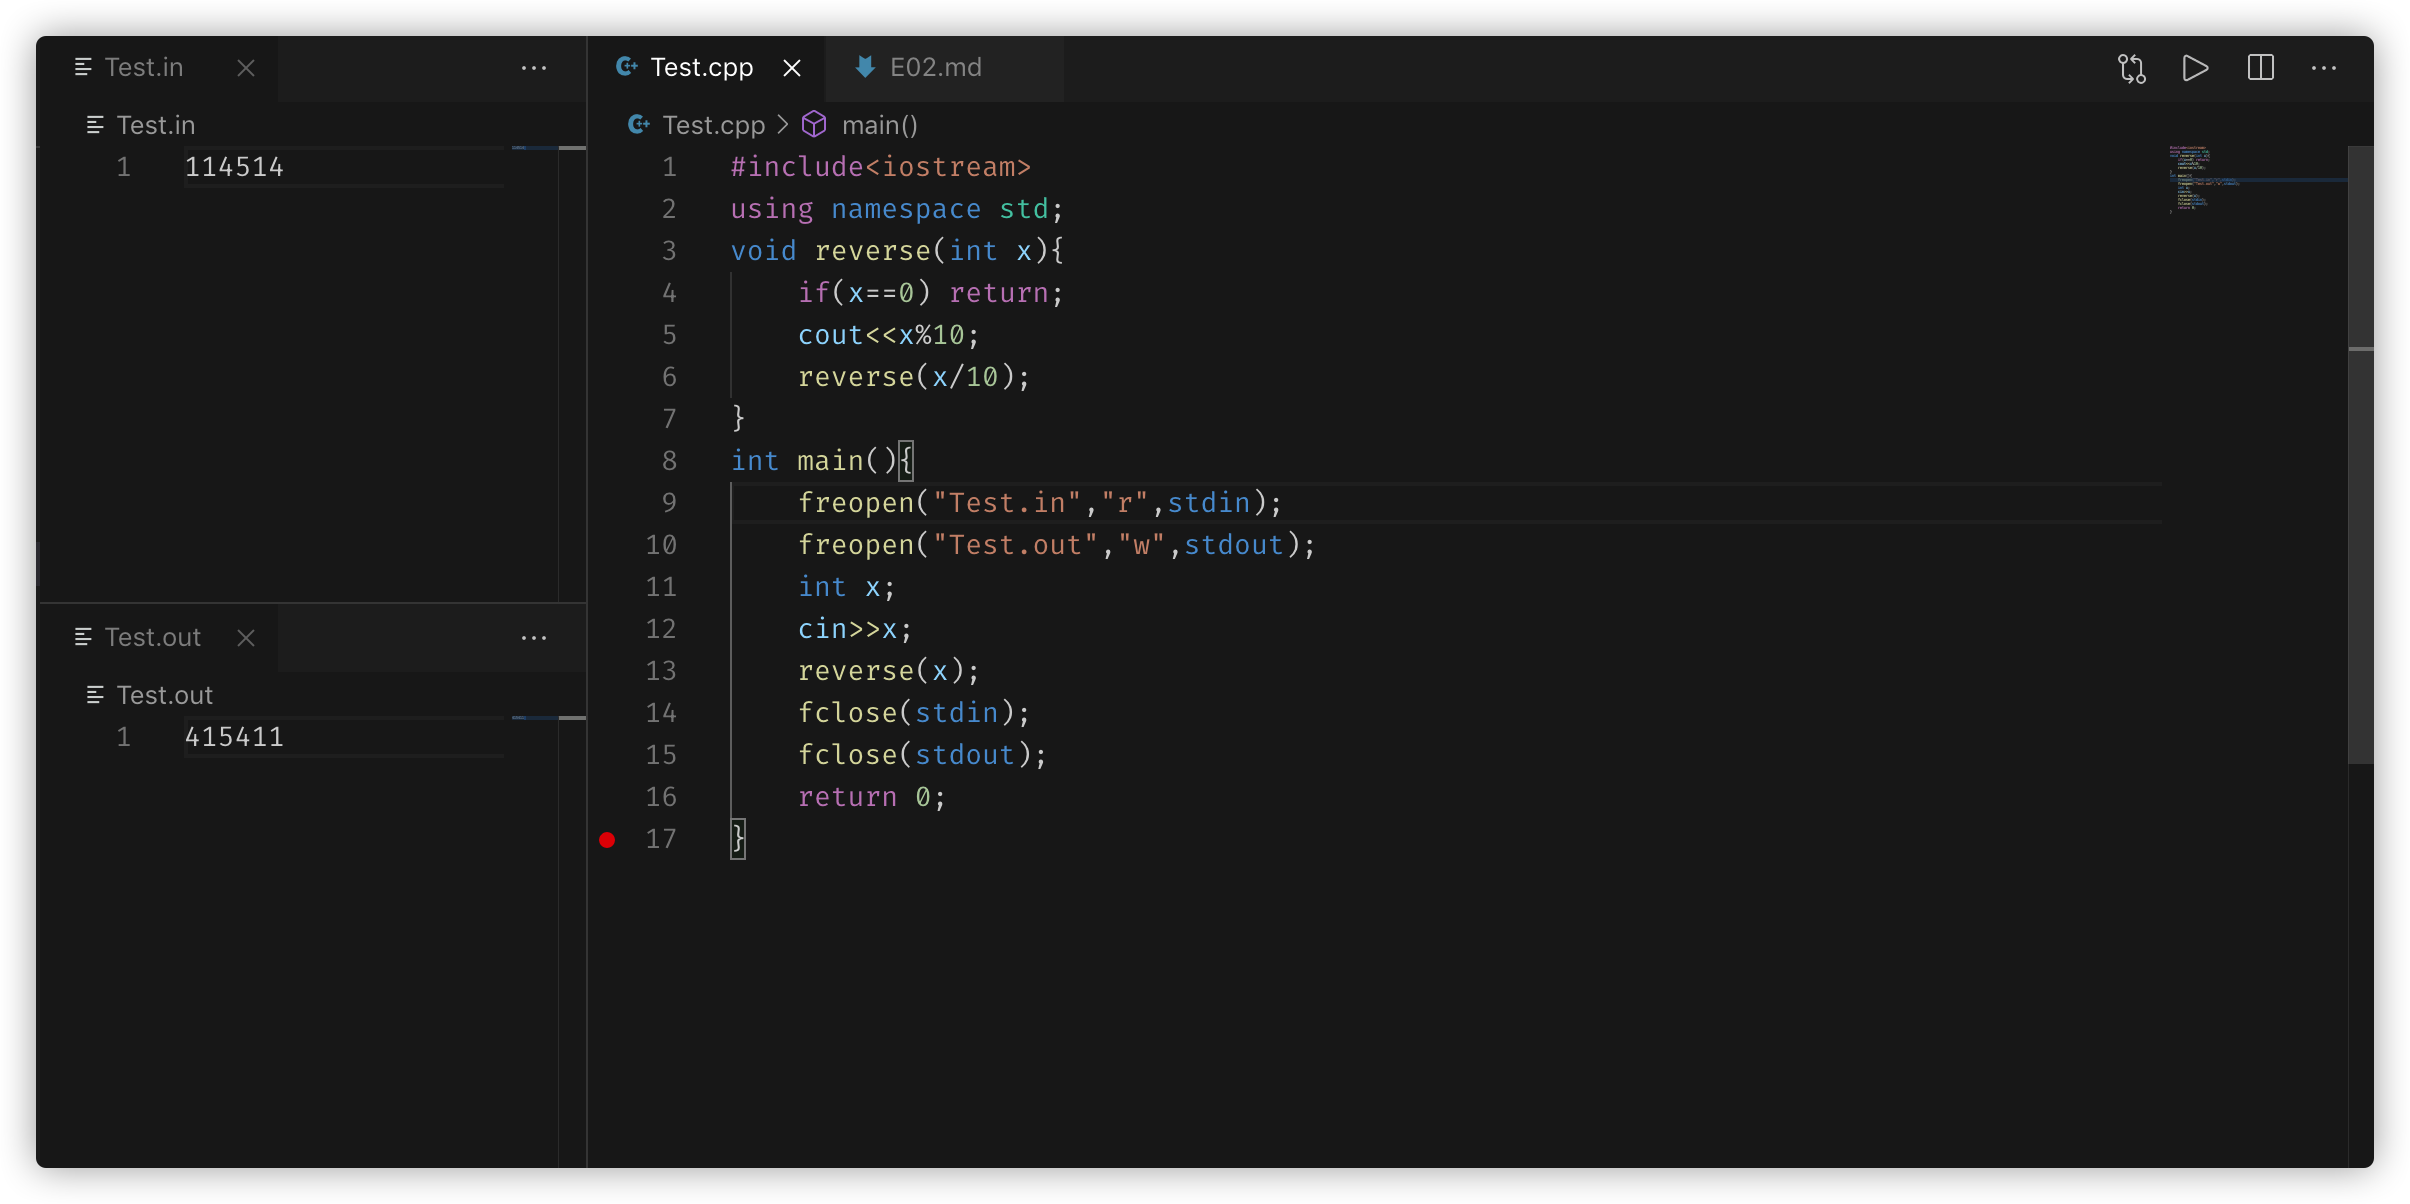 Test.in
Test.in
1 114514
Test.out
Test.out
1 415411
Test.cpp E02.md
Test.cpp > main()
1 #include<iostream>
2 using namespace std;
3 void reverse(int x){
4     if(x==0) return;
5     cout<<x%10;
6     reverse(x/10);
7 }
8 int main(){
9     freopen("Test.in","r",stdin);
10     freopen("Test.out","w",stdout);
11     int x;
12     cin>>x;
13     reverse(x);
14     fclose(stdin);
15     fclose(stdout);
16     return 0;
17 }